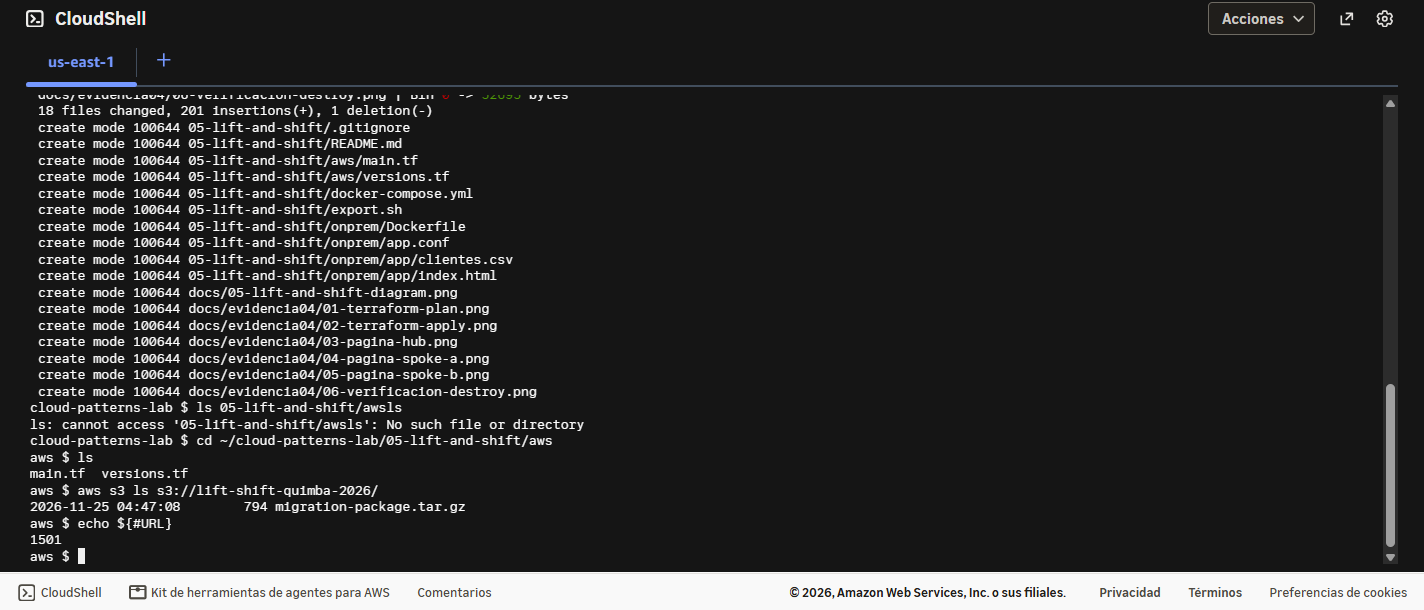 CloudShell
Acciones
us-east-1
+
docs/evidencia04/06-verificacion-destroy.png | Bin 0 -> 52695 bytes
18 files changed, 201 insertions(+), 1 deletion(-)
create mode 100644 05-lift-and-shift/.gitignore
create mode 100644 05-lift-and-shift/README.md
create mode 100644 05-lift-and-shift/aws/main.tf
create mode 100644 05-lift-and-shift/aws/versions.tf
create mode 100644 05-lift-and-shift/docker-compose.yml
create mode 100644 05-lift-and-shift/export.sh
create mode 100644 05-lift-and-shift/onprem/Dockerfile
create mode 100644 05-lift-and-shift/onprem/app.conf
create mode 100644 05-lift-and-shift/onprem/app/clientes.csv
create mode 100644 05-lift-and-shift/onprem/app/index.html
create mode 100644 docs/05-lift-and-shift-diagram.png
create mode 100644 docs/evidencia04/01-terraform-plan.png
create mode 100644 docs/evidencia04/02-terraform-apply.png
create mode 100644 docs/evidencia04/03-pagina-hub.png
create mode 100644 docs/evidencia04/04-pagina-spoke-a.png
create mode 100644 docs/evidencia04/05-pagina-spoke-b.png
create mode 100644 docs/evidencia04/06-verificacion-destroy.png
cloud-patterns-lab $ ls 05-lift-and-shift/awsls
ls: cannot access '05-lift-and-shift/awsls': No such file or directory
cloud-patterns-lab $ cd ~/cloud-patterns-lab/05-lift-and-shift/aws
aws $ ls
main.tf  versions.tf
aws $ aws s3 ls s3://lift-shift-quimba-2026/
2026-11-25 04:47:08        794 migration-package.tar.gz
aws $ echo ${#URL}
1501
aws $
CloudShell Kit de herramientas de agentes para AWS Comentarios © 2026, Amazon Web Services, Inc. o sus filiales. Privacidad Términos Preferencias de cookies